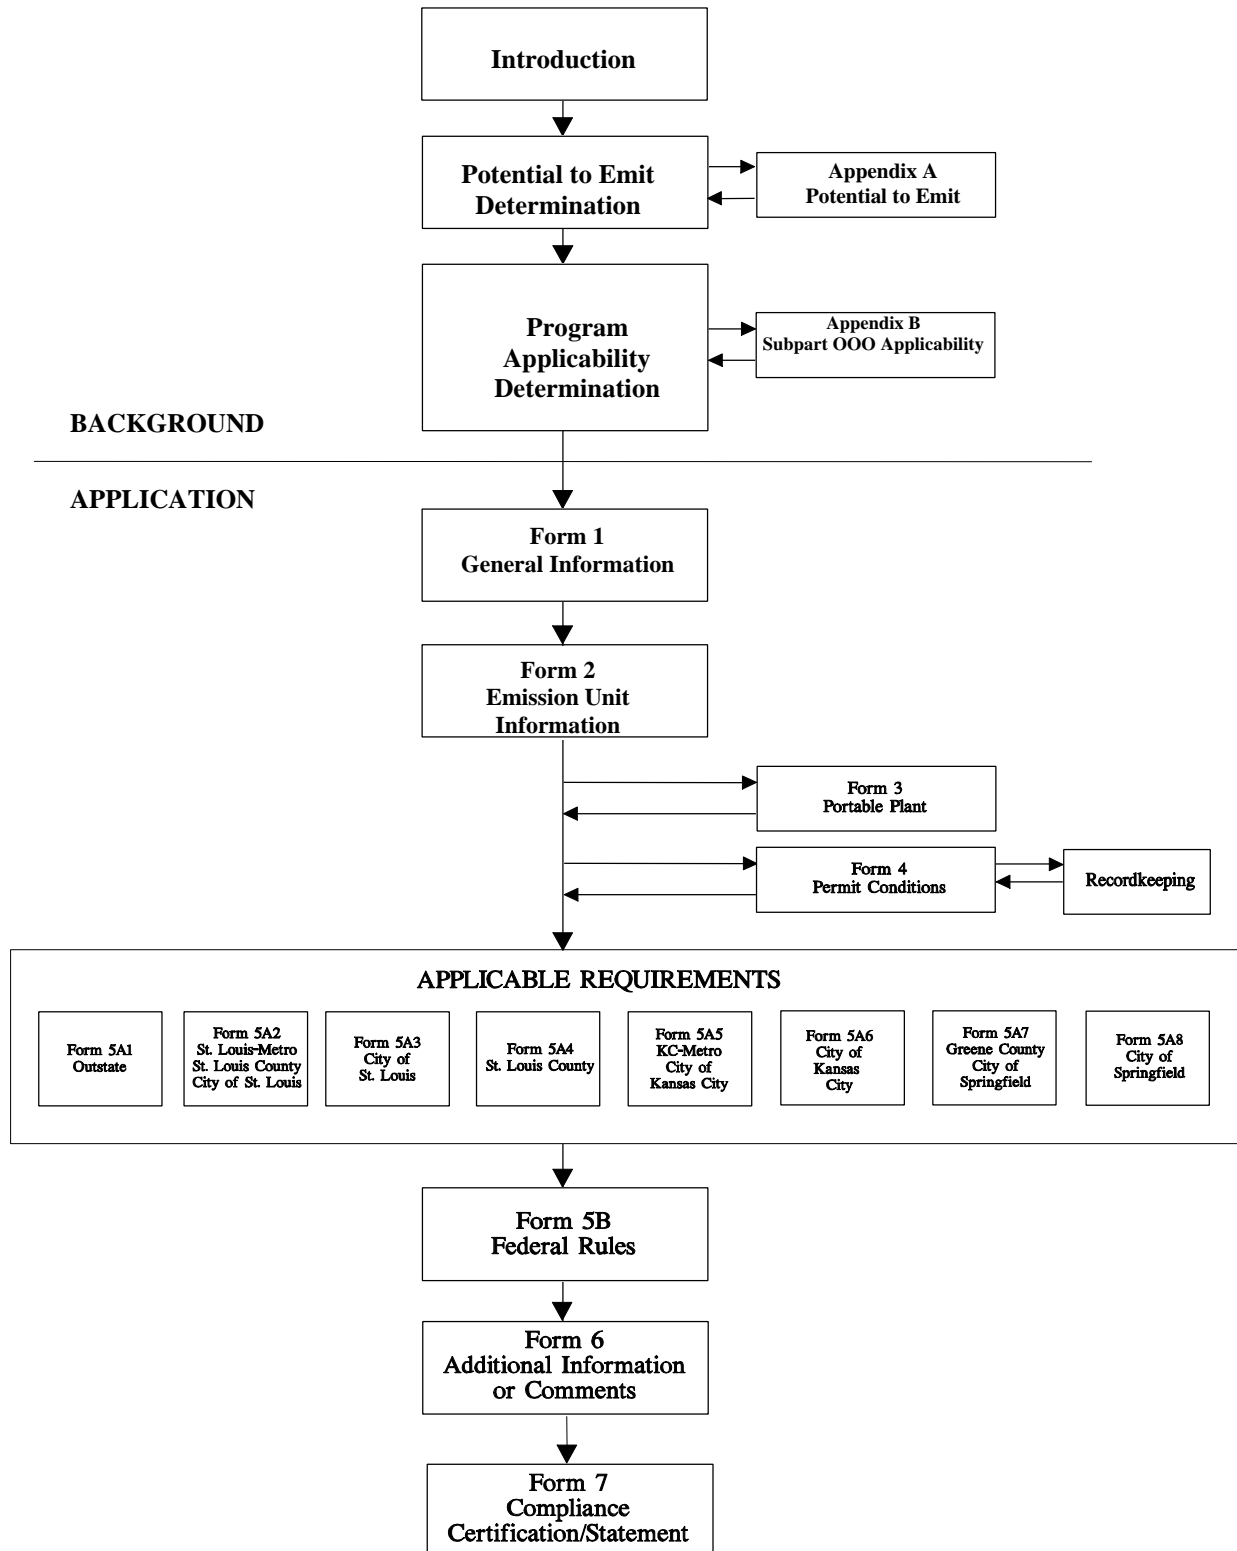 Introduction
Potential to Emit
Determination
Appendix A
Potential to Emit
Program
Applicability
Determination
Appendix B
Subpart OOO Applicability
BACKGROUND
APPLICATION
Form 1
General Information
Form 2
Emission Unit
Information
Form 3
Portable Plant
Form 4
Permit Conditions
Recordkeeping
APPLICABLE REQUIREMENTS
Form 5A1
Outstate
Form 5A2
St. Louis-Metro
St. Louis County
City of St. Louis
Form 5A3
City of
St. Louis
Form 5A4
St. Louis County
Form 5A5
KC-Metro
City of
Kansas City
Form 5A6
City of
Kansas
City
Form 5A7
Greene County
City of
Springfield
Form 5A8
City of
Springfield
Form 5B
Federal Rules
Form 6
Additional Information
or Comments
Form 7
Compliance
Certification/Statement